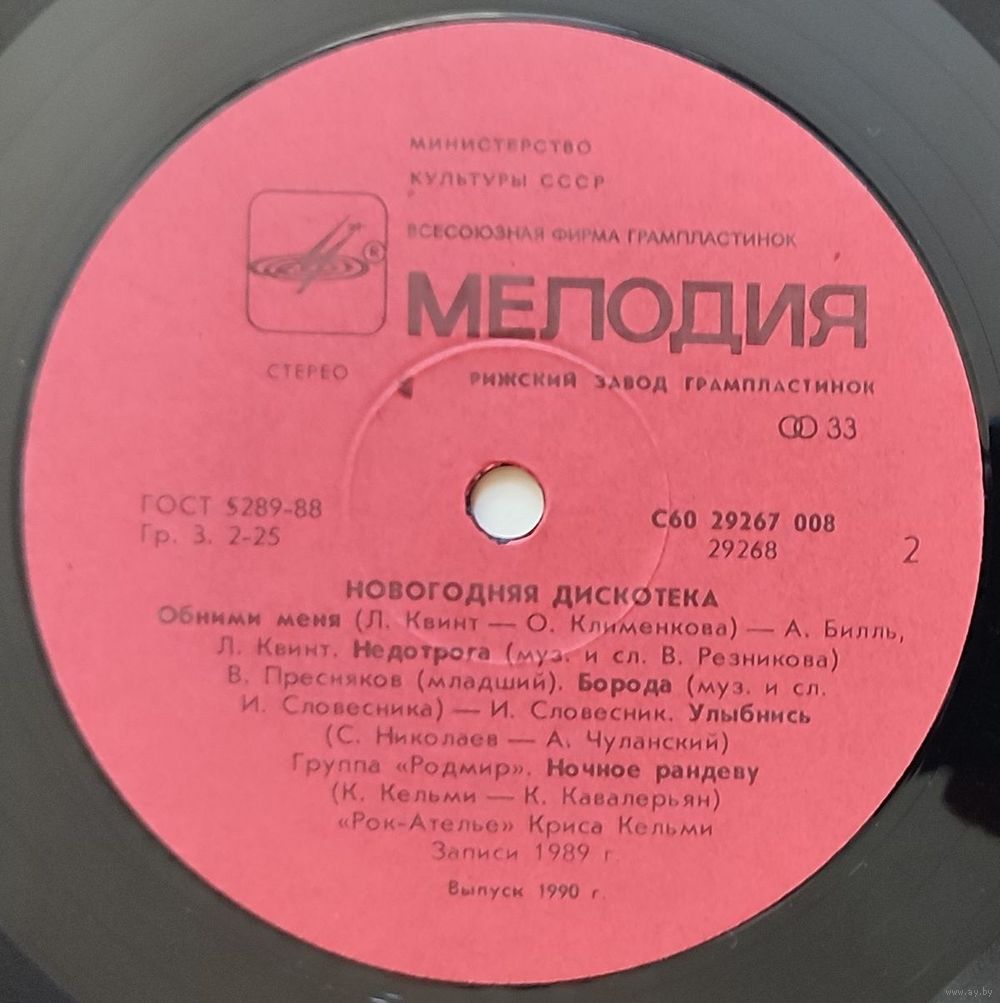 МИНИСТЕРСТВО
КУЛЬТУРЫ СССР
ВСЕСОЮЗНАЯ ФИРМА ГРАМПЛАСТИНОК
®
МЕЛОДИЯ
СТЕРЕО
РИЖСКИЙ ЗАВОД ГРАМПЛАСТИНОК
33
ГОСТ 5289-88
Гр. 3. 2-25
С60 29267 008
29268
2
НОВОГОДНЯЯ ДИСКОТЕКА
Обними меня (Л. Квинт — О. Клименкова) — А. Билль,
Л. Квинт. Недотрога (муз. и сл. В. Резникова)
В. Пресняков (младший). Борода (муз. и сл.
И. Словесника) — И. Словесник. Улыбнись
(С. Николаев — А. Чуланский)
Группа «Родмир». Ночное рандеву
(К. Кельми — К. Кавалерьян)
«Рок-Ателье» Криса Кельми
Записи 1989 г.
Выпуск 1990 г.
www.ay.by